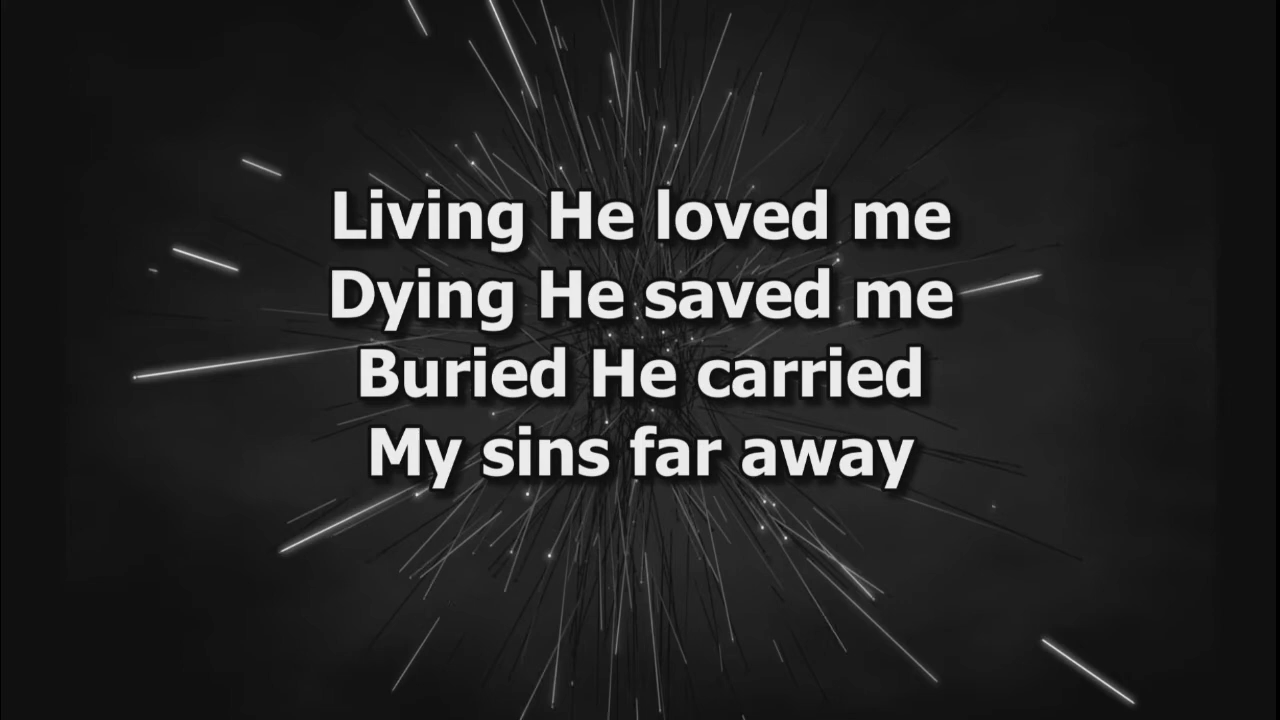 Living He loved me
Dying He saved me
Buried He carried
My sins far away